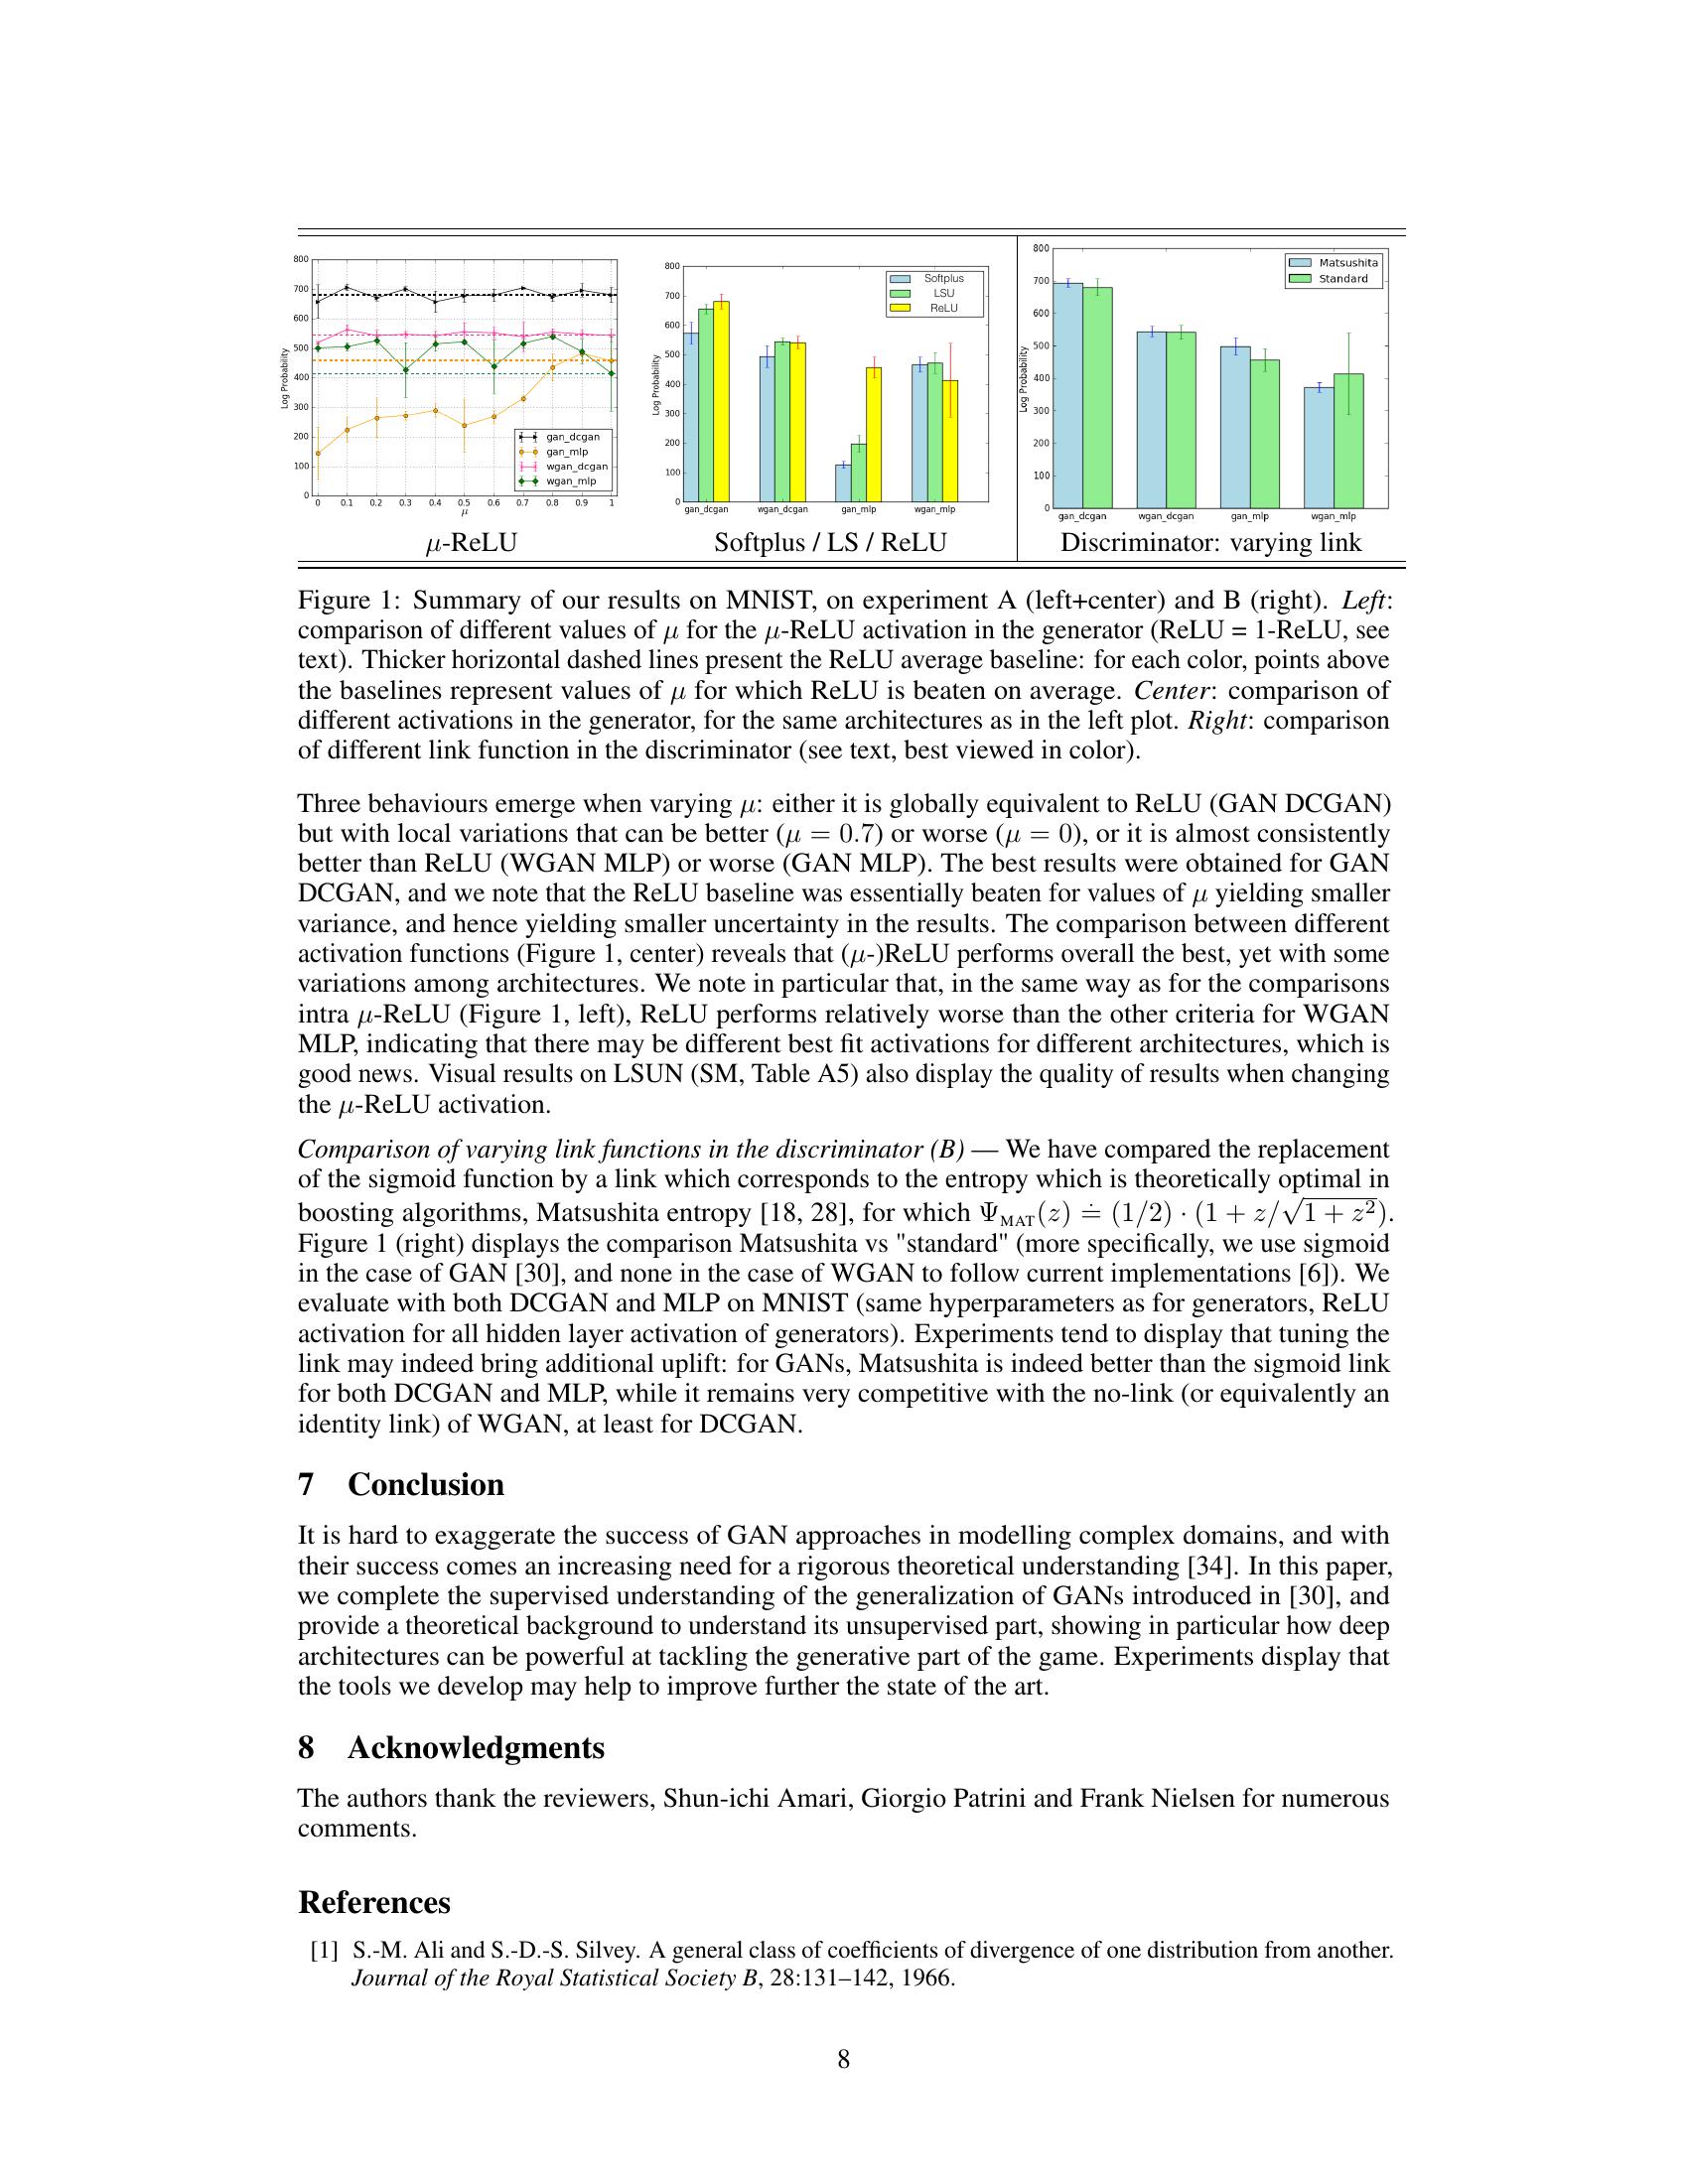 800
700
600
500
400
300
200
100
0
Log Probability
0 0.1 0.2 0.3 0.4 0.5 0.6 0.7 0.8 0.9 1
μ
gan_dcgan
gan_mlp
wgan_dcgan
wgan_mlp
800
700
600
500
400
300
200
100
0
Log Probability
gan_dcgan wgan_dcgan gan_mlp wgan_mlp
Softplus
LSU
ReLU
800
700
600
500
400
300
200
100
0
Log Probability
gan_dcgan wgan_dcgan gan_mlp wgan_mlp
Matsushita
Standard
μ-ReLU Softplus / LS / ReLU Discriminator: varying link
Figure 1: Summary of our results on MNIST, on experiment A (left+center) and B (right). Left:
comparison of different values of μ for the μ-ReLU activation in the generator (ReLU = 1-ReLU, see
text). Thicker horizontal dashed lines present the ReLU average baseline: for each color, points above
the baselines represent values of μ for which ReLU is beaten on average. Center: comparison of
different activations in the generator, for the same architectures as in the left plot. Right: comparison
of different link function in the discriminator (see text, best viewed in color).
Three behaviours emerge when varying μ: either it is globally equivalent to ReLU (GAN DCGAN)
but with local variations that can be better (μ = 0.7) or worse (μ = 0), or it is almost consistently
better than ReLU (WGAN MLP) or worse (GAN MLP). The best results were obtained for GAN
DCGAN, and we note that the ReLU baseline was essentially beaten for values of μ yielding smaller
variance, and hence yielding smaller uncertainty in the results. The comparison between different
activation functions (Figure 1, center) reveals that (μ-)ReLU performs overall the best, yet with some
variations among architectures. We note in particular that, in the same way as for the comparisons
intra μ-ReLU (Figure 1, left), ReLU performs relatively worse than the other criteria for WGAN
MLP, indicating that there may be different best fit activations for different architectures, which is
good news. Visual results on LSUN (SM, Table A5) also display the quality of results when changing
the μ-ReLU activation.
Comparison of varying link functions in the discriminator (B) — We have compared the replacement
of the sigmoid function by a link which corresponds to the entropy which is theoretically optimal in
boosting algorithms, Matsushita entropy [18, 28], for which Ψ_MAT(z) ≐ (1/2) · (1 + z/√(1 + z²)).
Figure 1 (right) displays the comparison Matsushita vs "standard" (more specifically, we use sigmoid
in the case of GAN [30], and none in the case of WGAN to follow current implementations [6]). We
evaluate with both DCGAN and MLP on MNIST (same hyperparameters as for generators, ReLU
activation for all hidden layer activation of generators). Experiments tend to display that tuning the
link may indeed bring additional uplift: for GANs, Matsushita is indeed better than the sigmoid link
for both DCGAN and MLP, while it remains very competitive with the no-link (or equivalently an
identity link) of WGAN, at least for DCGAN.
7 Conclusion
It is hard to exaggerate the success of GAN approaches in modelling complex domains, and with
their success comes an increasing need for a rigorous theoretical understanding [34]. In this paper,
we complete the supervised understanding of the generalization of GANs introduced in [30], and
provide a theoretical background to understand its unsupervised part, showing in particular how deep
architectures can be powerful at tackling the generative part of the game. Experiments display that
the tools we develop may help to improve further the state of the art.
8 Acknowledgments
The authors thank the reviewers, Shun-ichi Amari, Giorgio Patrini and Frank Nielsen for numerous
comments.
References
[1] S.-M. Ali and S.-D.-S. Silvey. A general class of coefficients of divergence of one distribution from another.
Journal of the Royal Statistical Society B, 28:131–142, 1966.
8